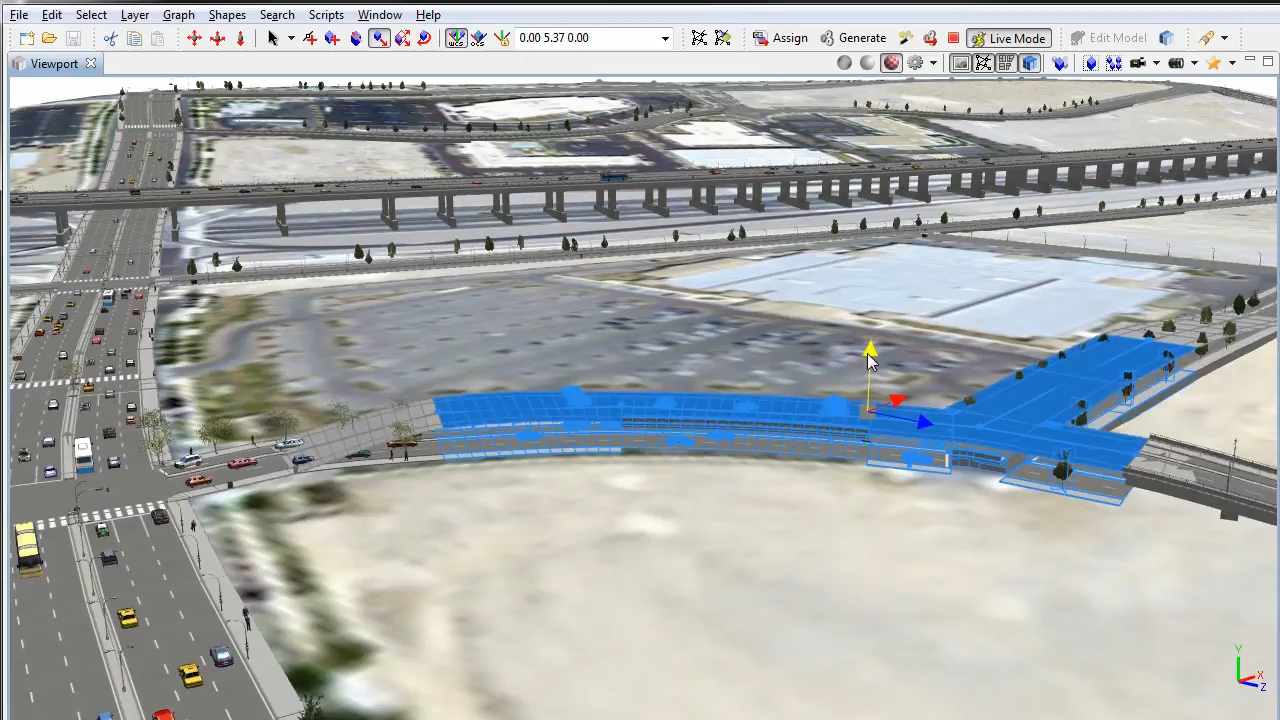 File Edit Select Layer Graph Shapes Search Scripts Window Help
0.00 5.37 0.00 Assign Generate Live Mode Edit Model
Viewport
Y
X
Z